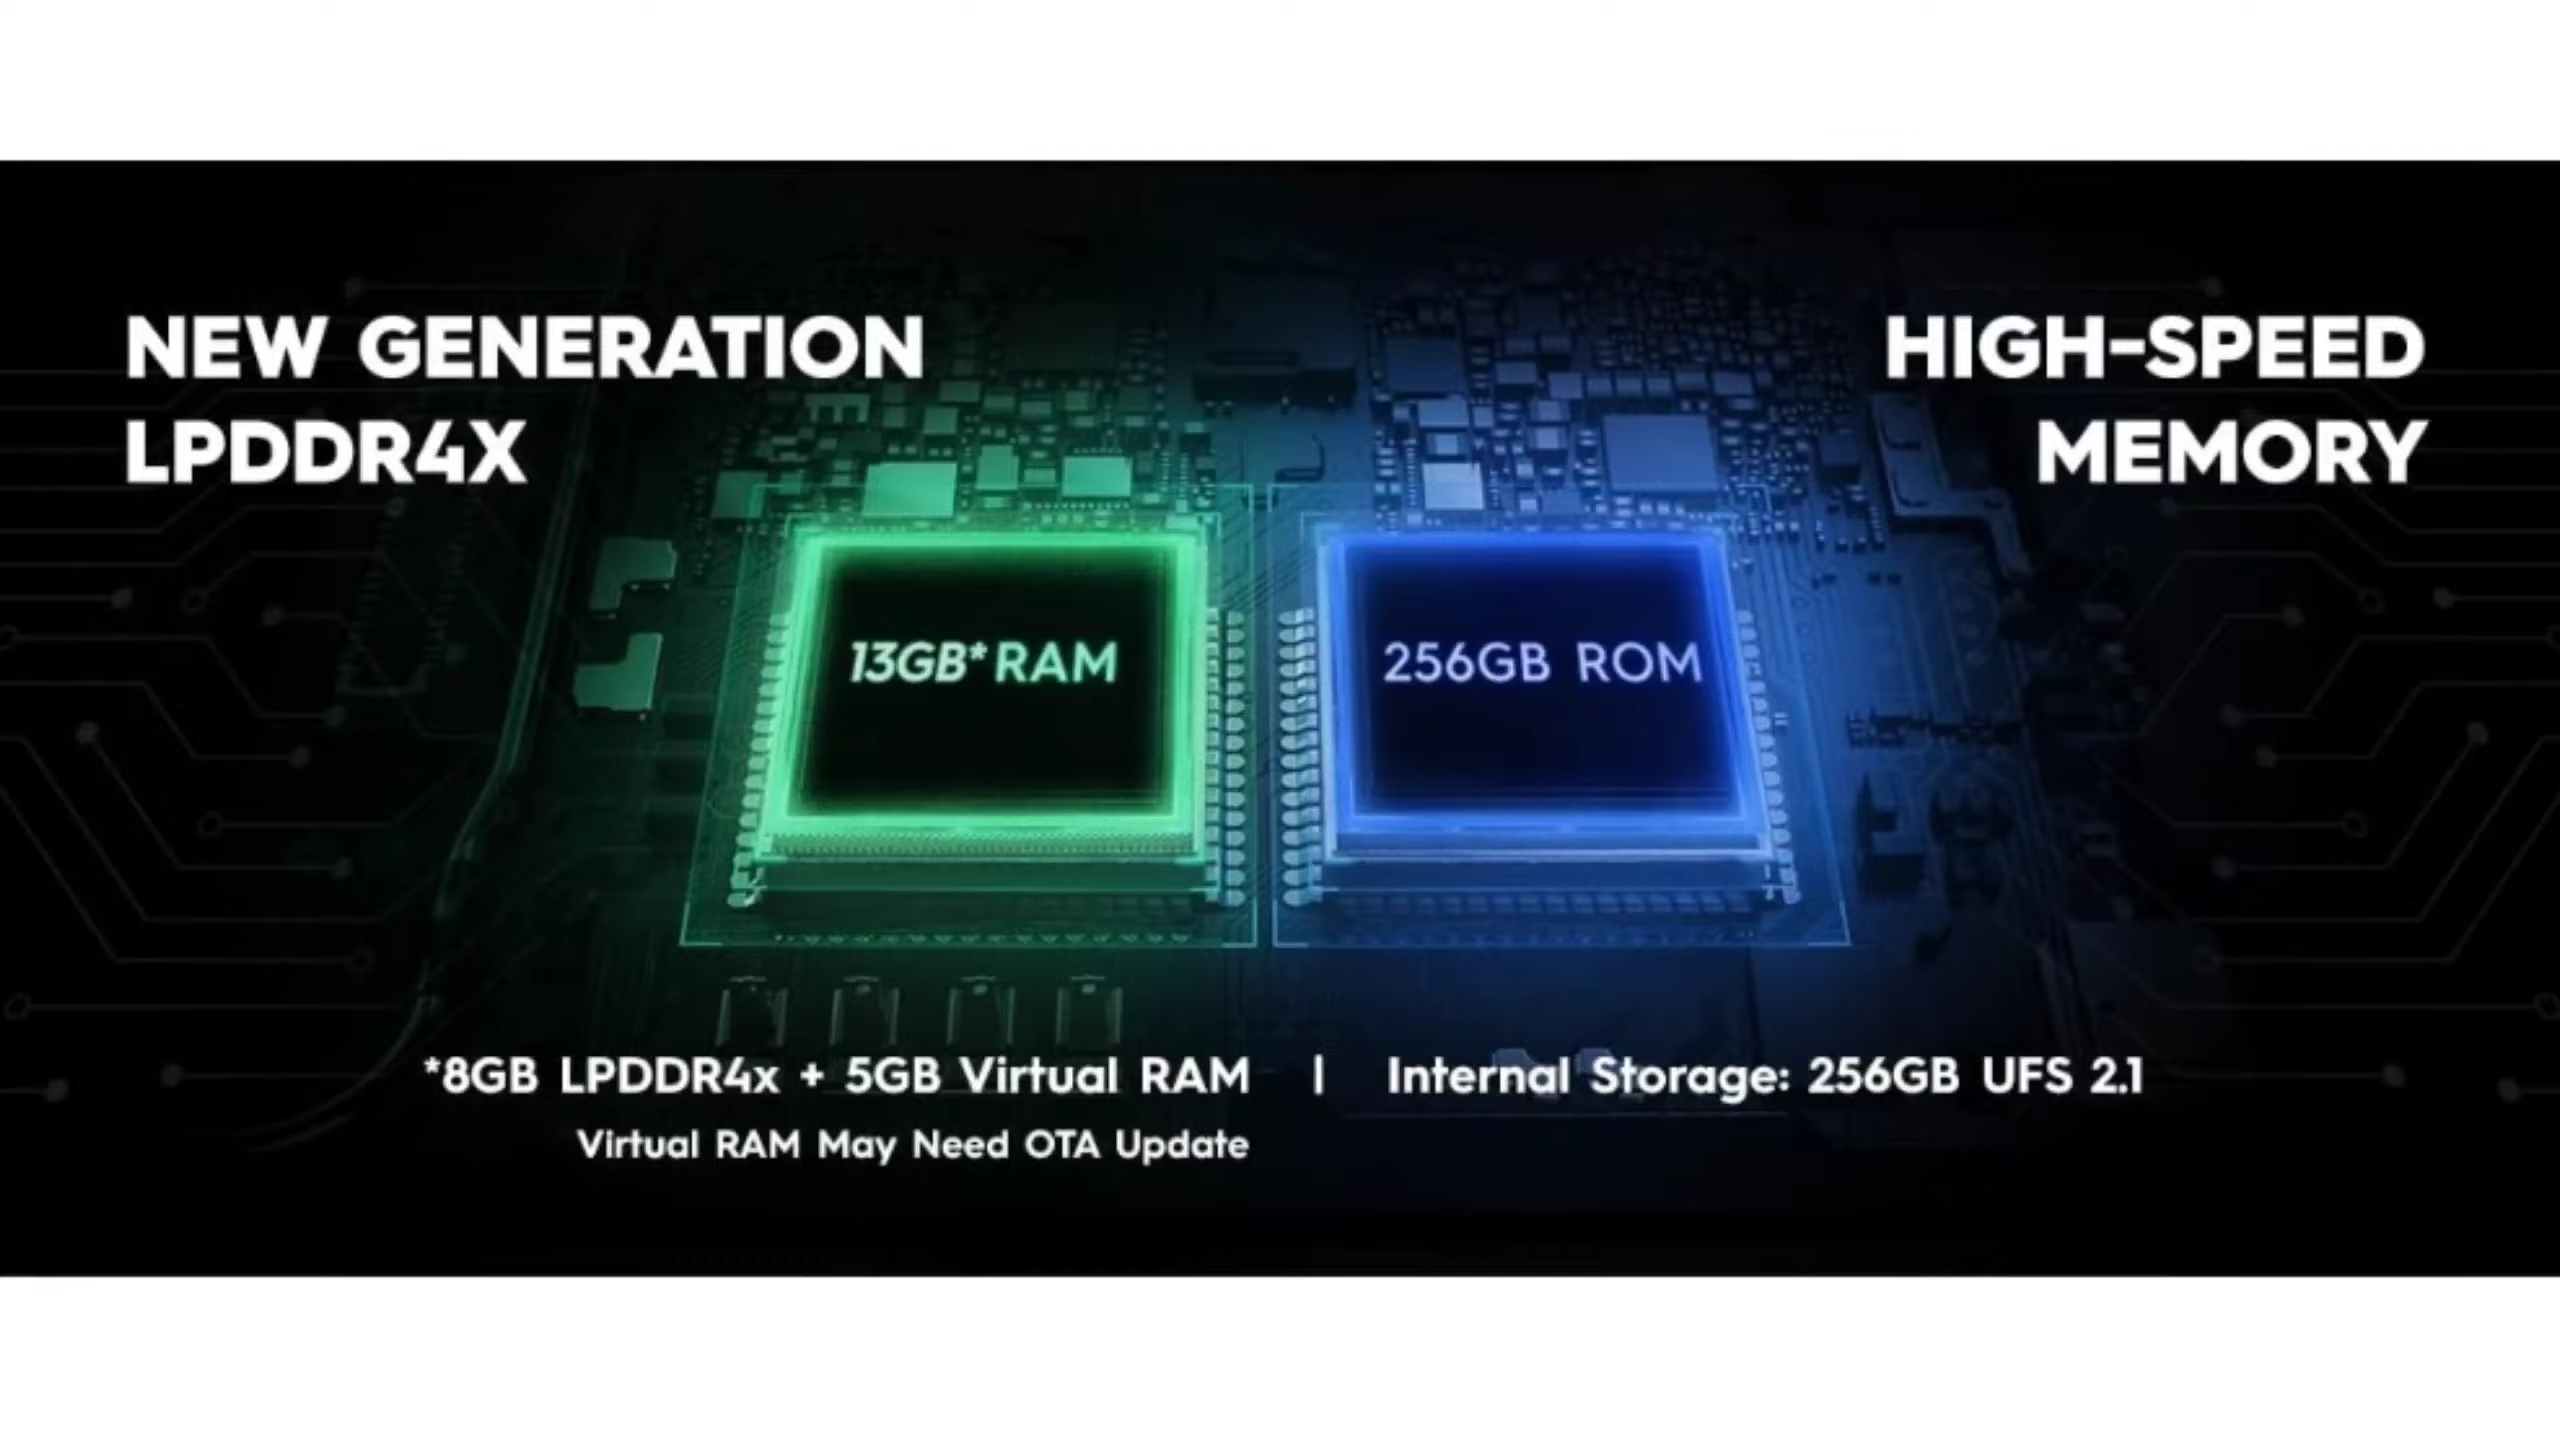 NEW GENERATION
LPDDR4X
HIGH-SPEED
MEMORY
13GB* RAM
256GB ROM
*8GB LPDDR4x + 5GB Virtual RAM | Internal Storage: 256GB UFS 2.1
Virtual RAM May Need OTA Update